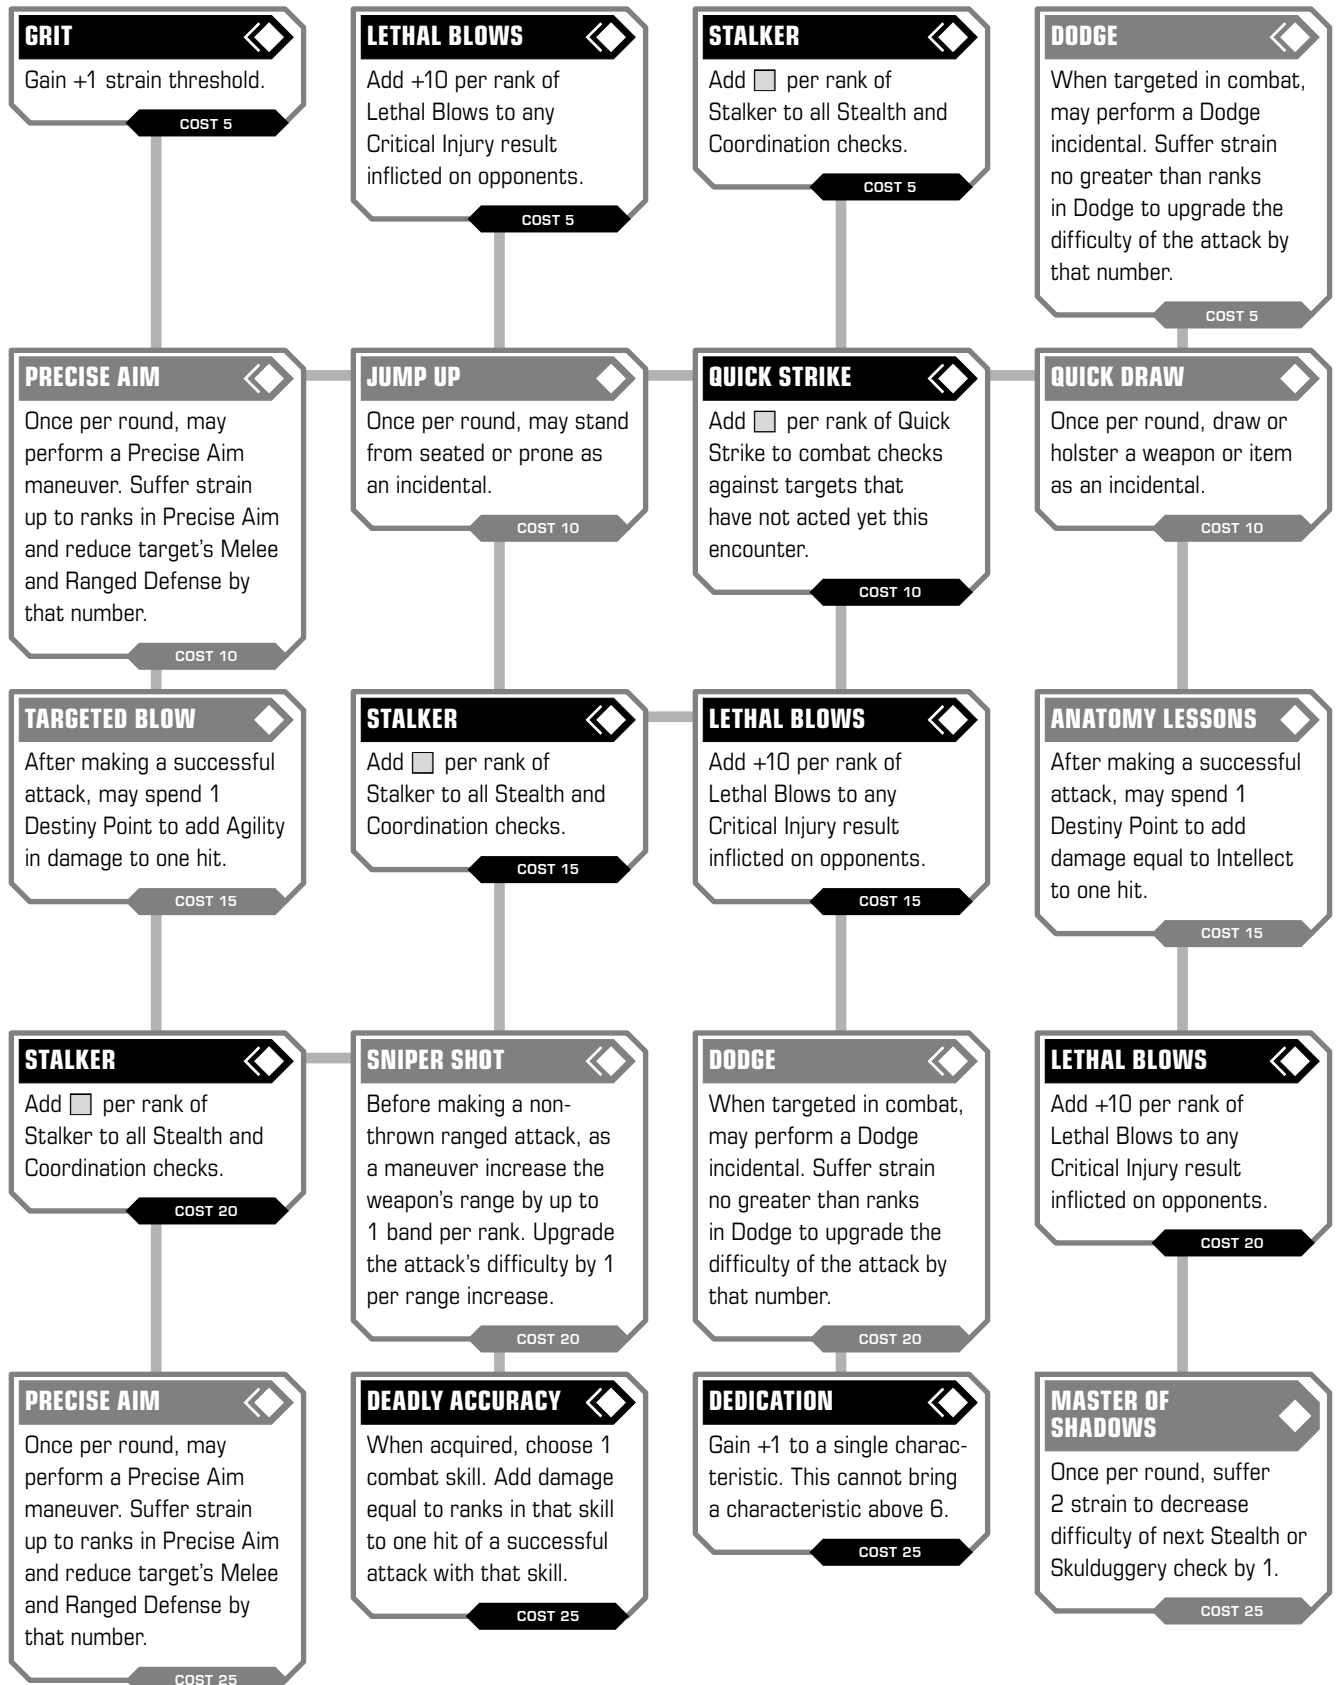 GRIT
Gain +1 strain threshold.
COST 5
LETHAL BLOWS
Add +10 per rank of
Lethal Blows to any
Critical Injury result
inflicted on opponents.
COST 5
STALKER
Add per rank of
Stalker to all Stealth and
Coordination checks.
COST 5
DODGE
When targeted in combat,
may perform a Dodge
incidental. Suffer strain
no greater than ranks
in Dodge to upgrade the
difficulty of the attack by
that number.
COST 5
PRECISE AIM
Once per round, may
perform a Precise Aim
maneuver. Suffer strain
up to ranks in Precise Aim
and reduce target's Melee
and Ranged Defense by
that number.
COST 10
JUMP UP
Once per round, may stand
from seated or prone as
an incidental.
COST 10
QUICK STRIKE
Add per rank of Quick
Strike to combat checks
against targets that
have not acted yet this
encounter.
COST 10
QUICK DRAW
Once per round, draw or
holster a weapon or item
as an incidental.
COST 10
TARGETED BLOW
After making a successful
attack, may spend 1
Destiny Point to add Agility
in damage to one hit.
COST 15
STALKER
Add per rank of
Stalker to all Stealth and
Coordination checks.
COST 15
LETHAL BLOWS
Add +10 per rank of
Lethal Blows to any
Critical Injury result
inflicted on opponents.
COST 15
ANATOMY LESSONS
After making a successful
attack, may spend 1
Destiny Point to add
damage equal to Intellect
to one hit.
COST 15
STALKER
Add per rank of
Stalker to all Stealth and
Coordination checks.
COST 20
SNIPER SHOT
Before making a non-
thrown ranged attack, as
a maneuver increase the
weapon's range by up to
1 band per rank. Upgrade
the attack's difficulty by 1
per range increase.
COST 20
DODGE
When targeted in combat,
may perform a Dodge
incidental. Suffer strain
no greater than ranks
in Dodge to upgrade the
difficulty of the attack by
that number.
COST 20
LETHAL BLOWS
Add +10 per rank of
Lethal Blows to any
Critical Injury result
inflicted on opponents.
COST 20
PRECISE AIM
Once per round, may
perform a Precise Aim
maneuver. Suffer strain
up to ranks in Precise Aim
and reduce target's Melee
and Ranged Defense by
that number.
COST 25
DEADLY ACCURACY
When acquired, choose 1
combat skill. Add damage
equal to ranks in that skill
to one hit of a successful
attack with that skill.
COST 25
DEDICATION
Gain +1 to a single charac-
teristic. This cannot bring
a characteristic above 6.
COST 25
MASTER OF
SHADOWS
Once per round, suffer
2 strain to decrease
difficulty of next Stealth or
Skulduggery check by 1.
COST 25